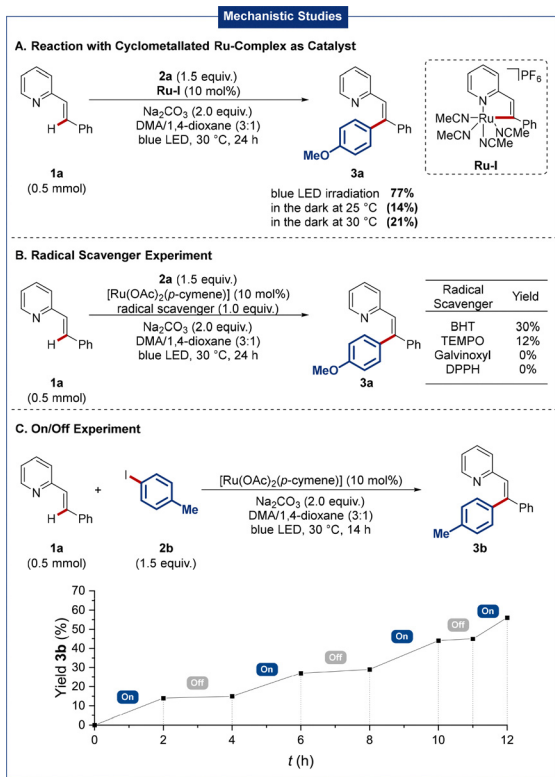 Mechanistic Studies
A. Reaction with Cyclometallated Ru-Complex as Catalyst
N
H
Ph
1a
(0.5 mmol)
2a (1.5 equiv.)
Ru-I (10 mol%)
Na₂CO₃ (2.0 equiv.)
DMA/1,4-dioxane (3:1)
blue LED, 30 °C, 24 h
N
Ph
MeO
3a
blue LED irradiation 77%
in the dark at 25 °C (14%)
in the dark at 30 °C (21%)
PF₆
N
MeCN
Ru
Ph
MeCN
NCMe
NCMe
Ru-I
B. Radical Scavenger Experiment
N
H
Ph
1a
(0.5 mmol)
2a (1.5 equiv.)
[Ru(OAc)₂(p-cymene)] (10 mol%)
radical scavenger (1.0 equiv.)
Na₂CO₃ (2.0 equiv.)
DMA/1,4-dioxane (3:1)
blue LED, 30 °C, 24 h
N
Ph
MeO
3a
Radical Scavenger Yield
BHT 30%
TEMPO 12%
Galvinoxyl 0%
DPPH 0%
C. On/Off Experiment
N
H
Ph
1a
(0.5 mmol)
+
I
Me
2b
(1.5 equiv.)
[Ru(OAc)₂(p-cymene)] (10 mol%)
Na₂CO₃ (2.0 equiv.)
DMA/1,4-dioxane (3:1)
blue LED, 30 °C, 14 h
N
Ph
Me
3b
Yield 3b (%)
70
60
50
40
30
20
10
0
On
Off
On
Off
On
Off
On
0 2 4 6 8 10 11 12
t (h)